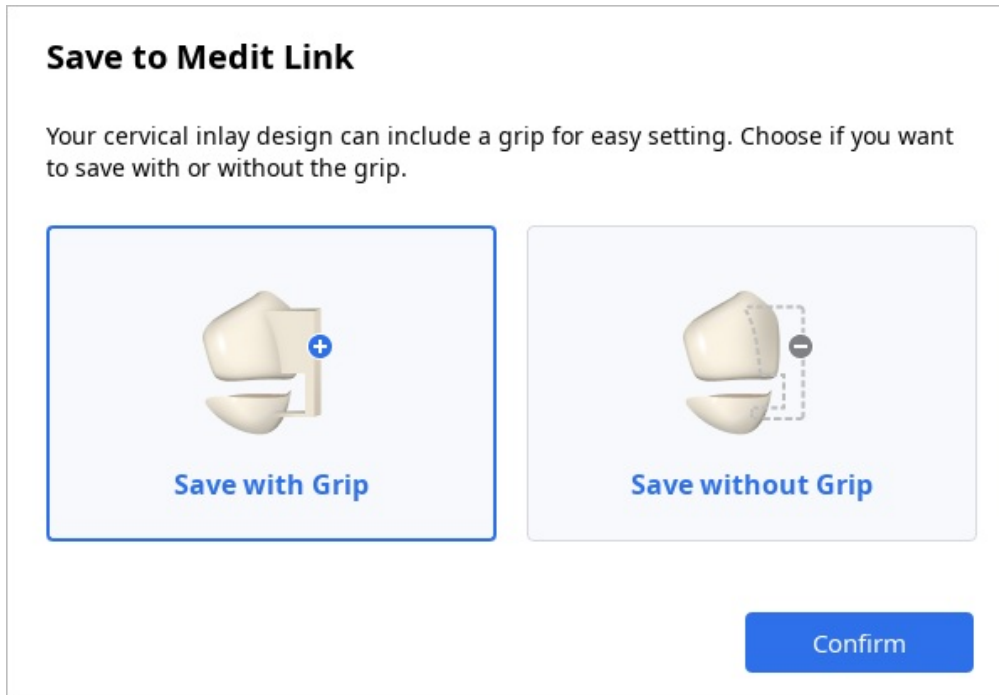 Save to Medit Link
Your cervical inlay design can include a grip for easy setting. Choose if you want
to save with or without the grip.
Save with Grip
Save without Grip
Confirm